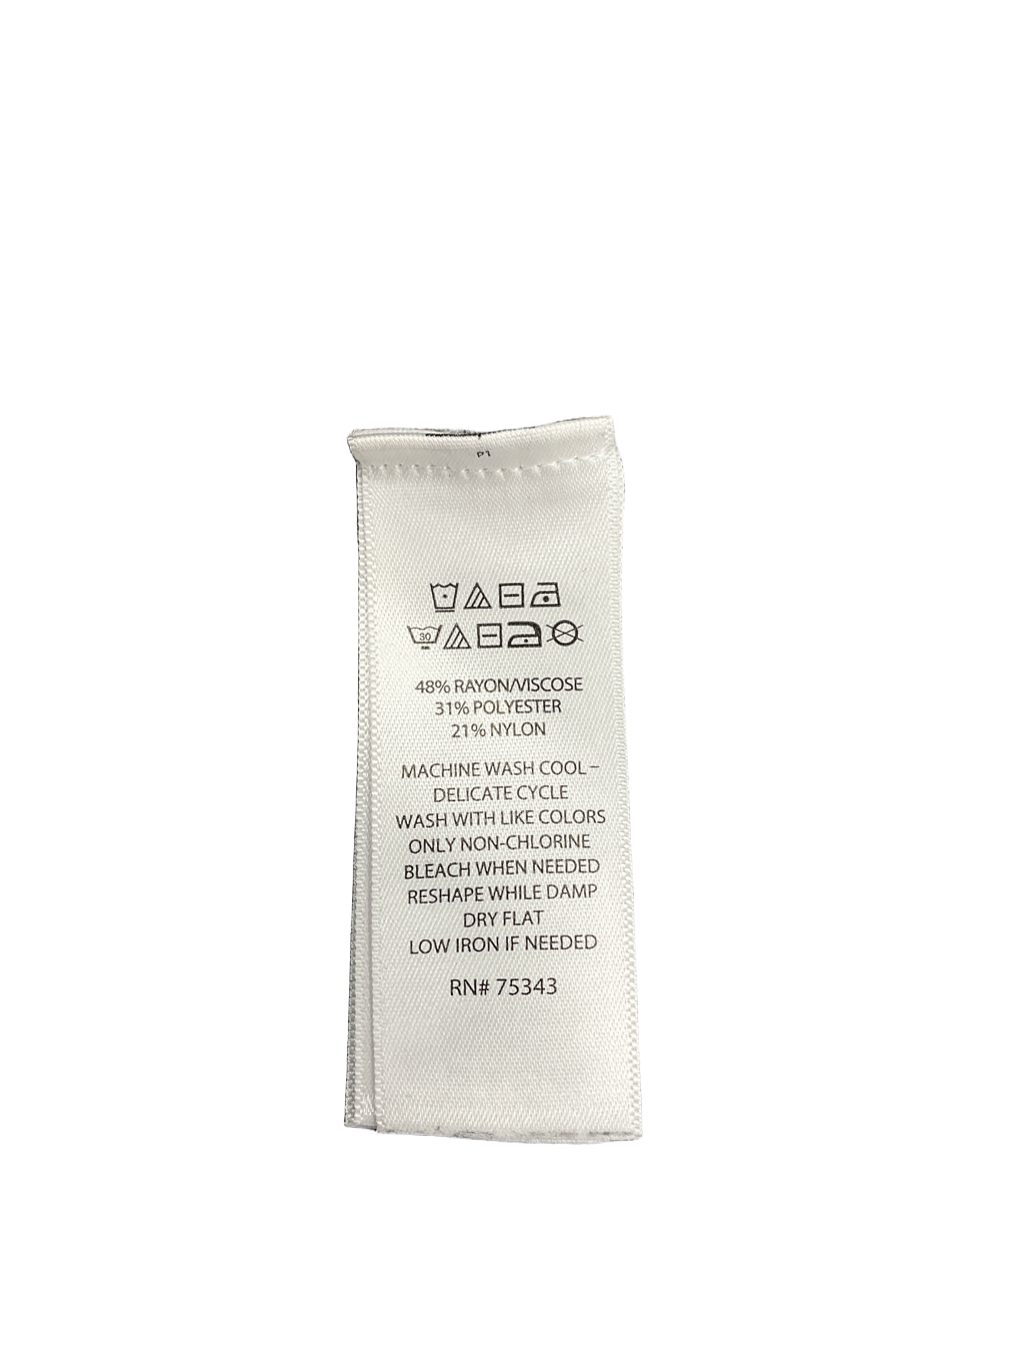 P1
30
48% RAYON/VISCOSE
31% POLYESTER
21% NYLON
MACHINE WASH COOL –
DELICATE CYCLE
WASH WITH LIKE COLORS
ONLY NON-CHLORINE
BLEACH WHEN NEEDED
RESHAPE WHILE DAMP
DRY FLAT
LOW IRON IF NEEDED
RN# 75343